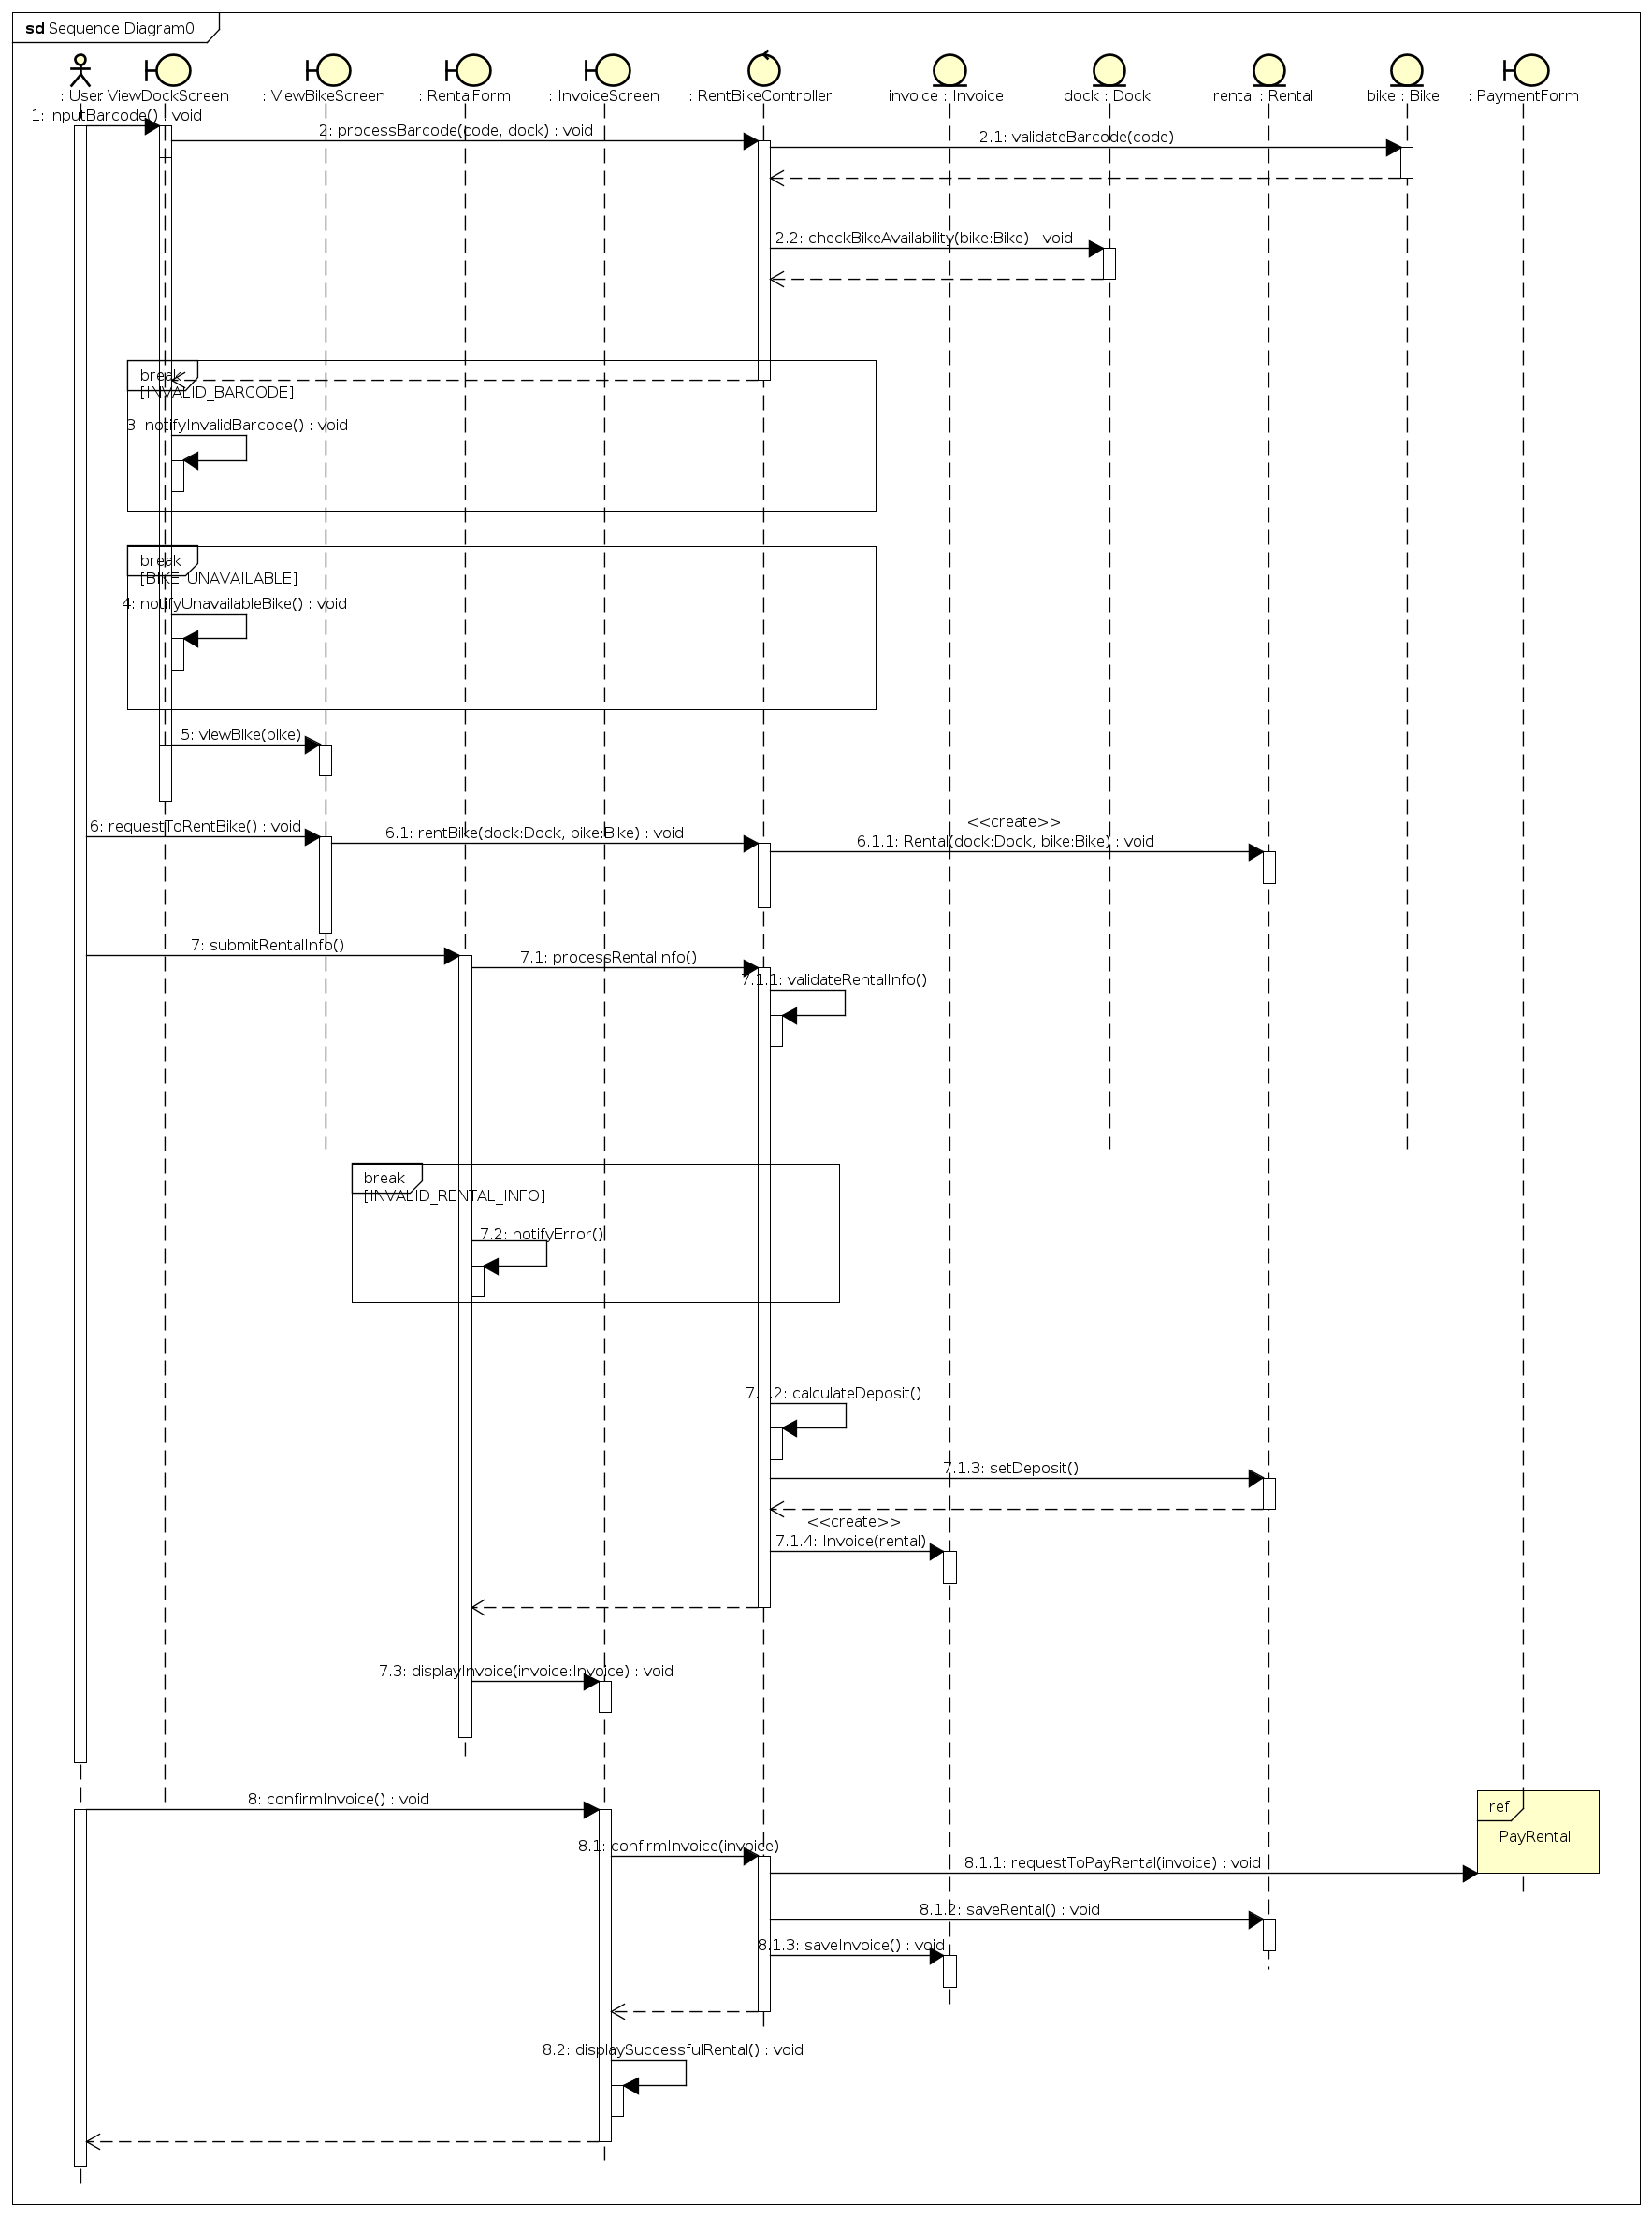 sd Sequence Diagram0
: User
: ViewDockScreen
: ViewBikeScreen
: RentalForm
: InvoiceScreen
: RentBikeController
invoice : Invoice
dock : Dock
rental : Rental
bike : Bike
: PaymentForm
1: inputBarcode() : void
2: processBarcode(code, dock) : void
2.1: validateBarcode(code)
2.2: checkBikeAvailability(bike:Bike) : void
break
[INVALID_BARCODE]
3: notifyInvalidBarcode() : void
break
[BIKE_UNAVAILABLE]
4: notifyUnavailableBike() : void
5: viewBike(bike)
6: requestToRentBike() : void
6.1: rentBike(dock:Dock, bike:Bike) : void
<<create>>
6.1.1: Rental(dock:Dock, bike:Bike) : void
7: submitRentalInfo()
7.1: processRentalInfo()
7.1.1: validateRentalInfo()
break
[INVALID_RENTAL_INFO]
7.2: notifyError()
7.1.2: calculateDeposit()
7.1.3: setDeposit()
<<create>>
7.1.4: Invoice(rental)
7.3: displayInvoice(invoice:Invoice) : void
8: confirmInvoice() : void
ref
PayRental
8.1: confirmInvoice(invoice)
8.1.1: requestToPayRental(invoice) : void
8.1.2: saveRental() : void
8.1.3: saveInvoice() : void
8.2: displaySuccessfulRental() : void